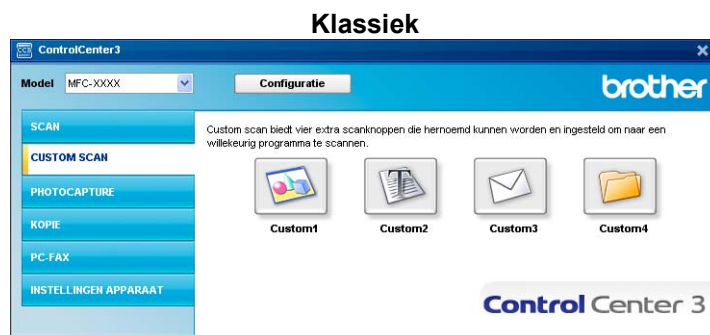 Klassiek
ControlCenter3
Model MFC-XXXX Configuratie brother
SCAN
CUSTOM SCAN
PHOTOCAPTURE
KOPIE
PC-FAX
INSTELLINGEN APPARAAT
Custom scan biedt vier extra scanknoppen die hernoemd kunnen worden en ingesteld om naar een
willekeurig programma te scannen.
Custom1 Custom2 Custom3 Custom4
Control Center 3